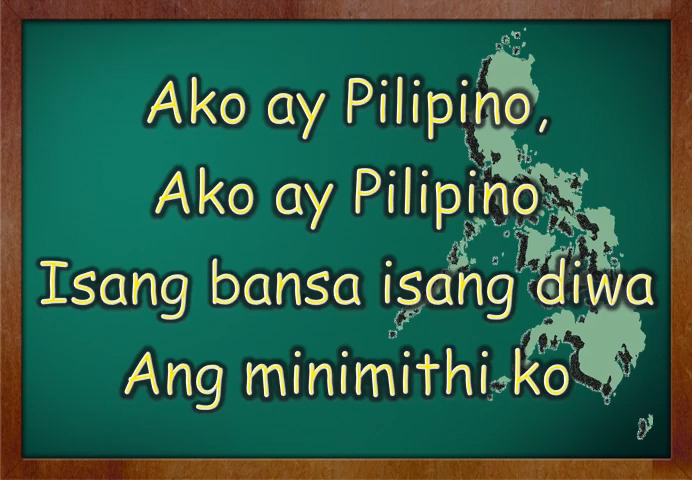 Ako ay Pilipino,
Ako ay Pilipino
Isang bansa isang diwa
Ang minimithi ko